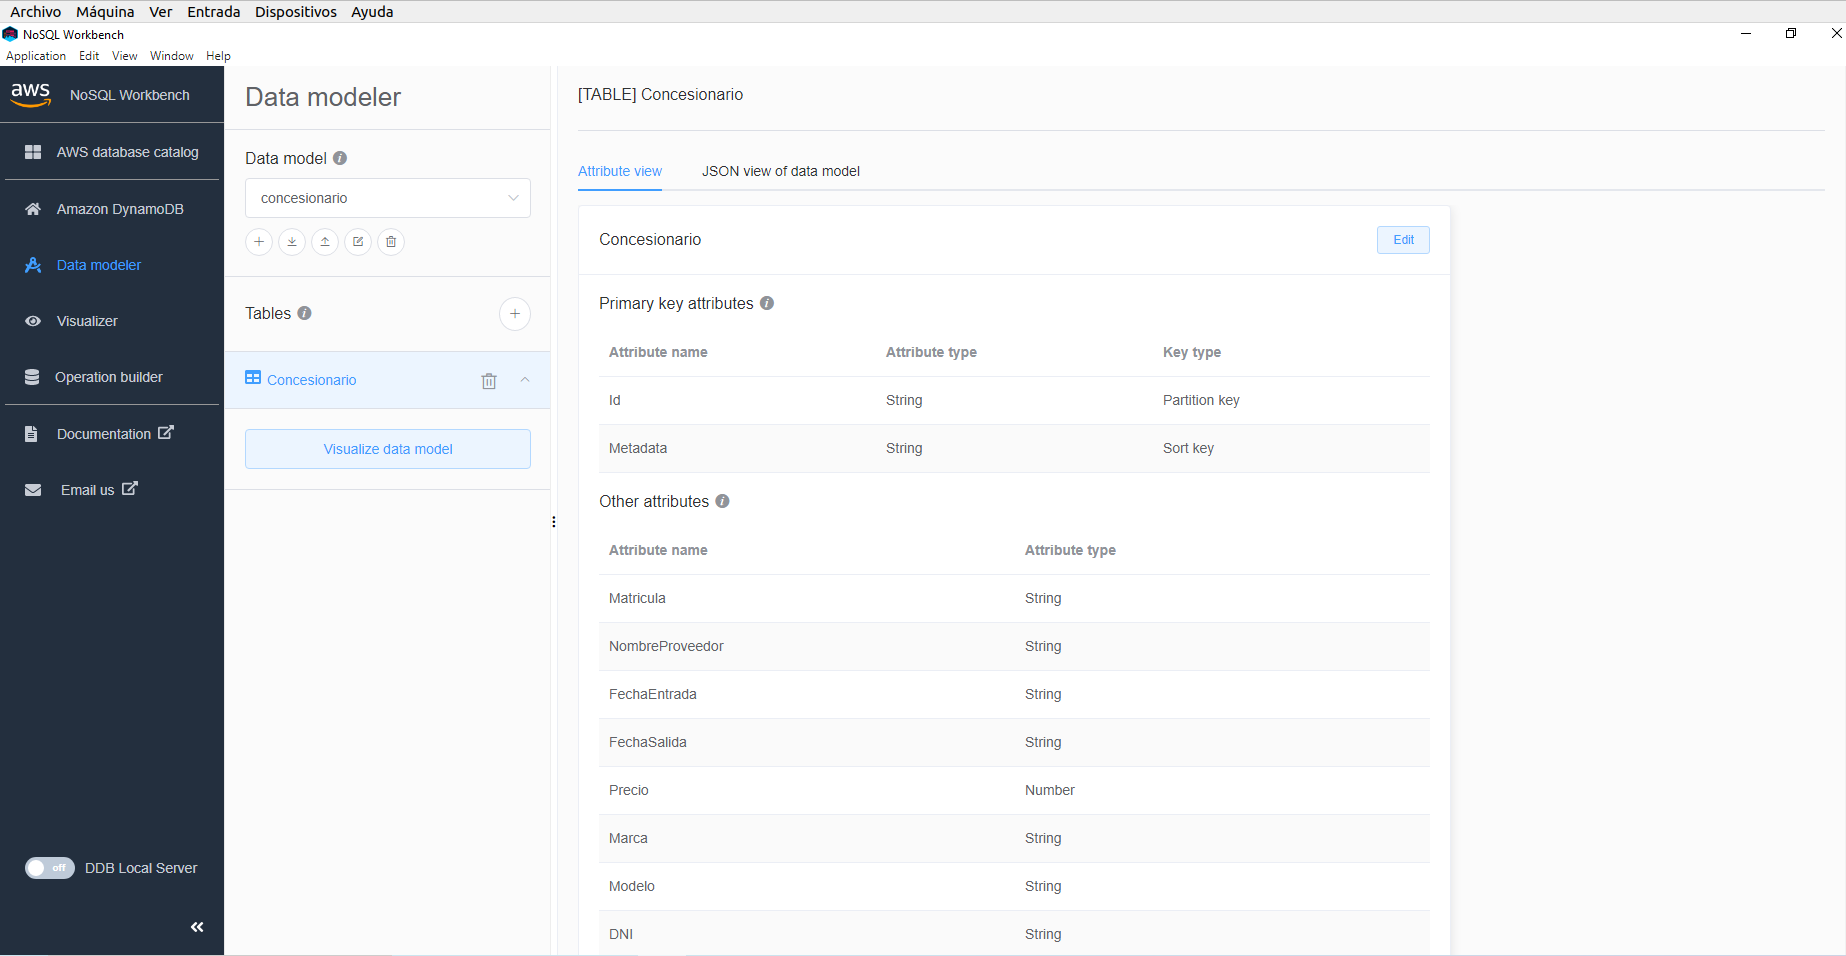 Archivo Máquina Ver Entrada Dispositivos Ayuda
NoSQL Workbench
Application Edit View Window Help
aws NoSQL Workbench
AWS database catalog
Amazon DynamoDB
Data modeler
Visualizer
Operation builder
Documentation
Email us
off DDB Local Server
Data modeler
Data model
concesionario
Tables
Concesionario
Visualize data model
[TABLE] Concesionario
Attribute view JSON view of data model
Concesionario Edit
Primary key attributes
Attribute name Attribute type Key type
Id String Partition key
Metadata String Sort key
Other attributes
Attribute name Attribute type
Matricula String
NombreProveedor String
FechaEntrada String
FechaSalida String
Precio Number
Marca String
Modelo String
DNI String